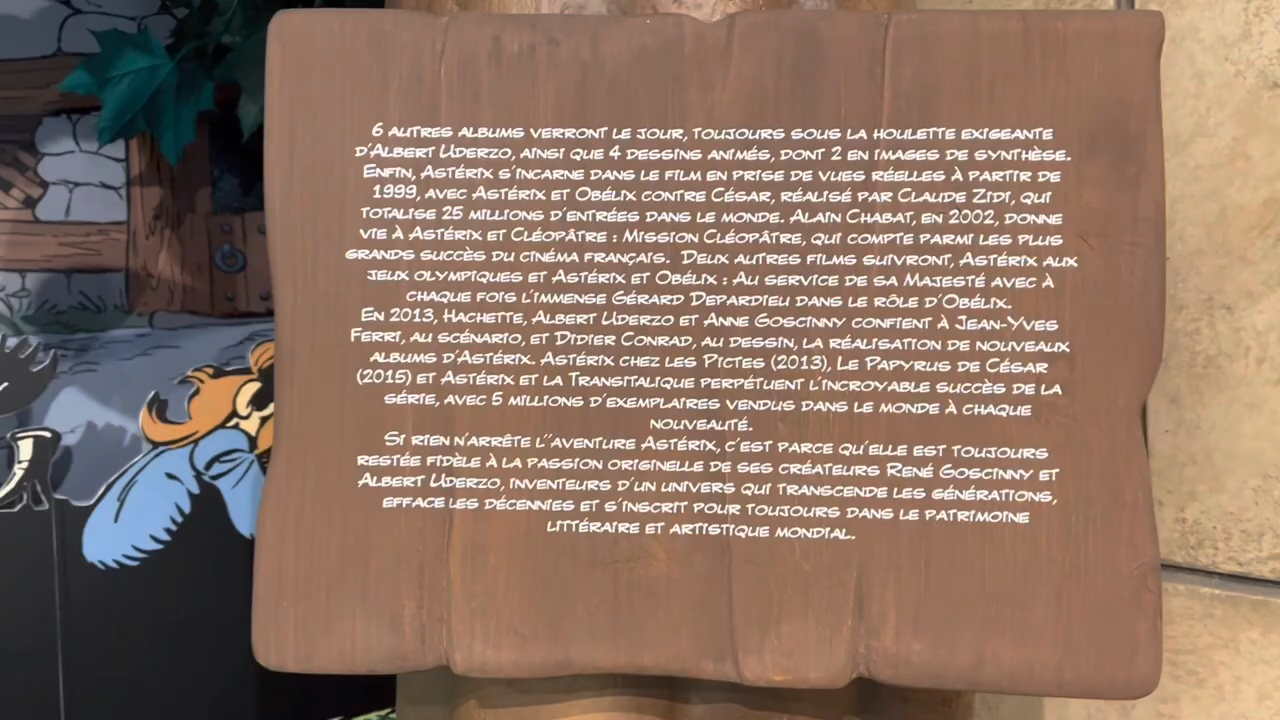 6 autres albums verront le jour, toujours sous la houlette exigeante
d'Albert Uderzo, ainsi que 4 dessins animés, dont 2 en images de synthèse.
Enfin, Astérix s'incarne dans le film en prise de vues réelles à partir de
1999, avec Astérix et Obélix contre César, réalisé par Claude Zidi, qui
totalise 25 millions d'entrées dans le monde. Alain Chabat, en 2002, donne
vie à Astérix et Cléopâtre : Mission Cléopâtre, qui compte parmi les plus
grands succès du cinéma français. Deux autres films suivront, Astérix aux
jeux olympiques et Astérix et Obélix : Au service de sa Majesté avec à
chaque fois l'immense Gérard Depardieu dans le rôle d'Obélix.
En 2013, Hachette, Albert Uderzo et Anne Goscinny confient à Jean-Yves
Ferri, au scénario, et Didier Conrad, au dessin, la réalisation de nouveaux
albums d'Astérix. Astérix chez les Pictes (2013), Le Papyrus de César
(2015) et Astérix et la Transitalique perpétuent l'incroyable succès de la
série, avec 5 millions d'exemplaires vendus dans le monde à chaque
nouveauté.
Si rien n'arrête l'aventure Astérix, c'est parce qu'elle est toujours
restée fidèle à la passion originelle de ses créateurs René Goscinny et
Albert Uderzo, inventeurs d'un univers qui transcende les générations,
efface les décennies et s'inscrit pour toujours dans le patrimoine
littéraire et artistique mondial.